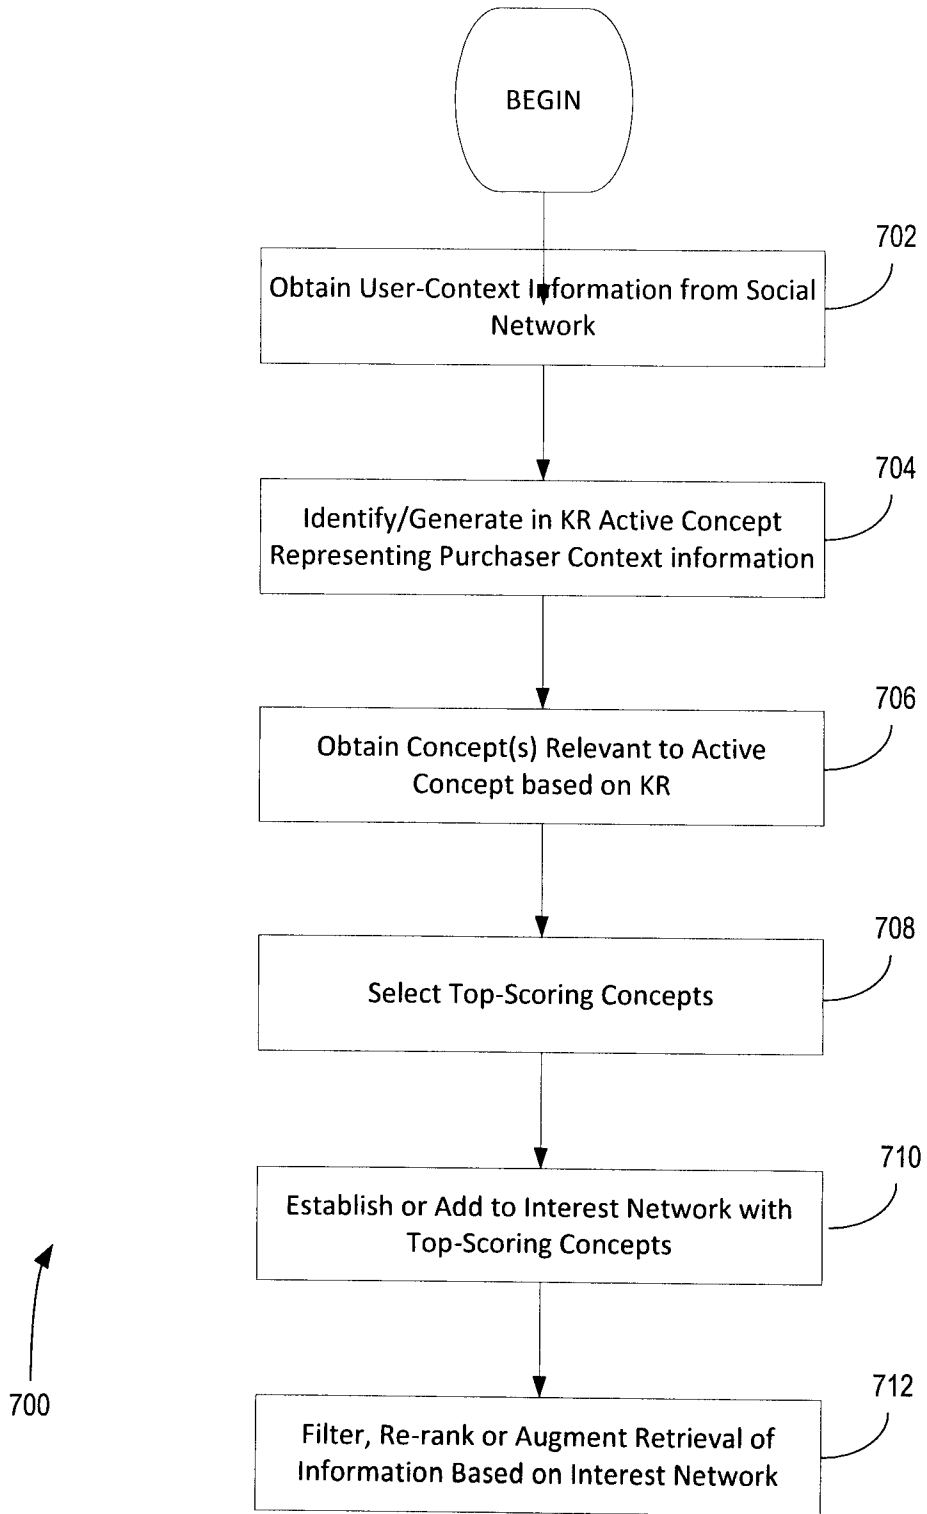 BEGIN
702
Obtain User-Context Information from Social
Network
704
Identify/Generate in KR Active Concept
Representing Purchaser Context information
706
Obtain Concept(s) Relevant to Active
Concept based on KR
708
Select Top-Scoring Concepts
710
Establish or Add to Interest Network with
Top-Scoring Concepts
700
712
Filter, Re-rank or Augment Retrieval of
Information Based on Interest Network